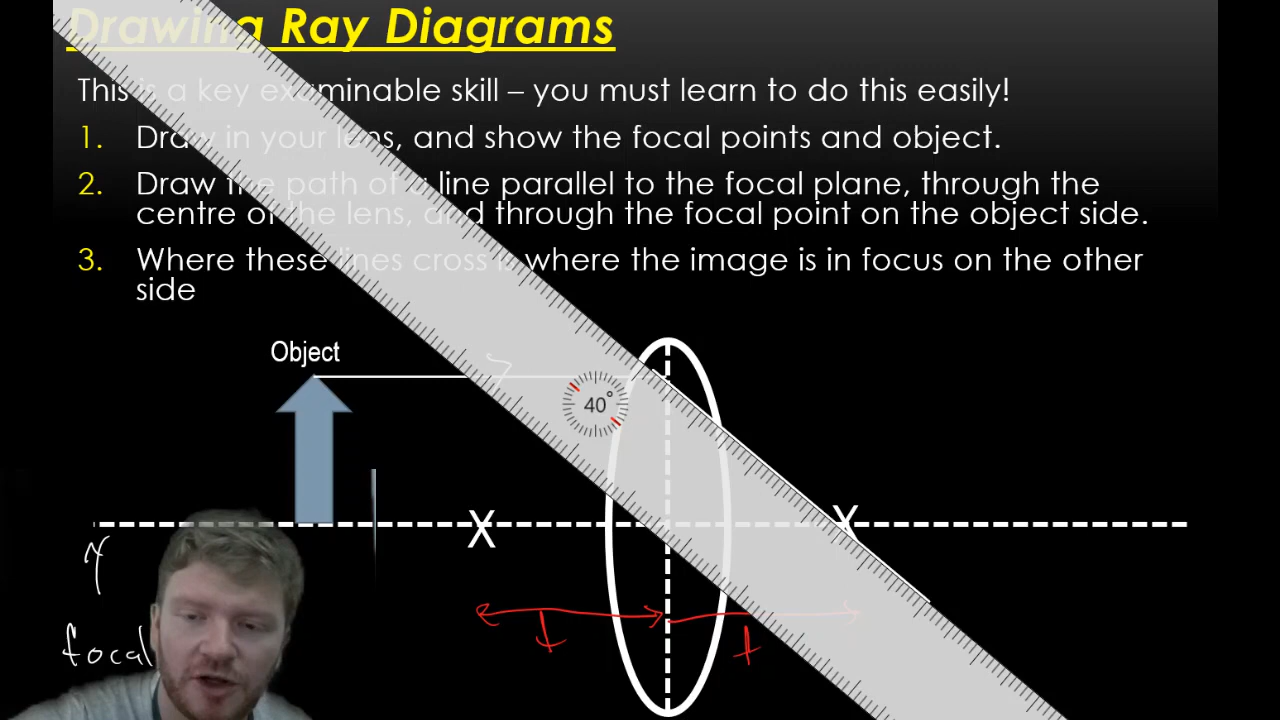 Drawing Ray Diagrams
This is a key examinable skill – you must learn to do this easily!
1. Draw in your lens, and show the focal points and object.
2. Draw the path of a line parallel to the focal plane, through the
centre of the lens, and through the focal point on the object side.
3. Where these lines cross is where the image is in focus on the other
side
Object
40°
X X
focal
f f